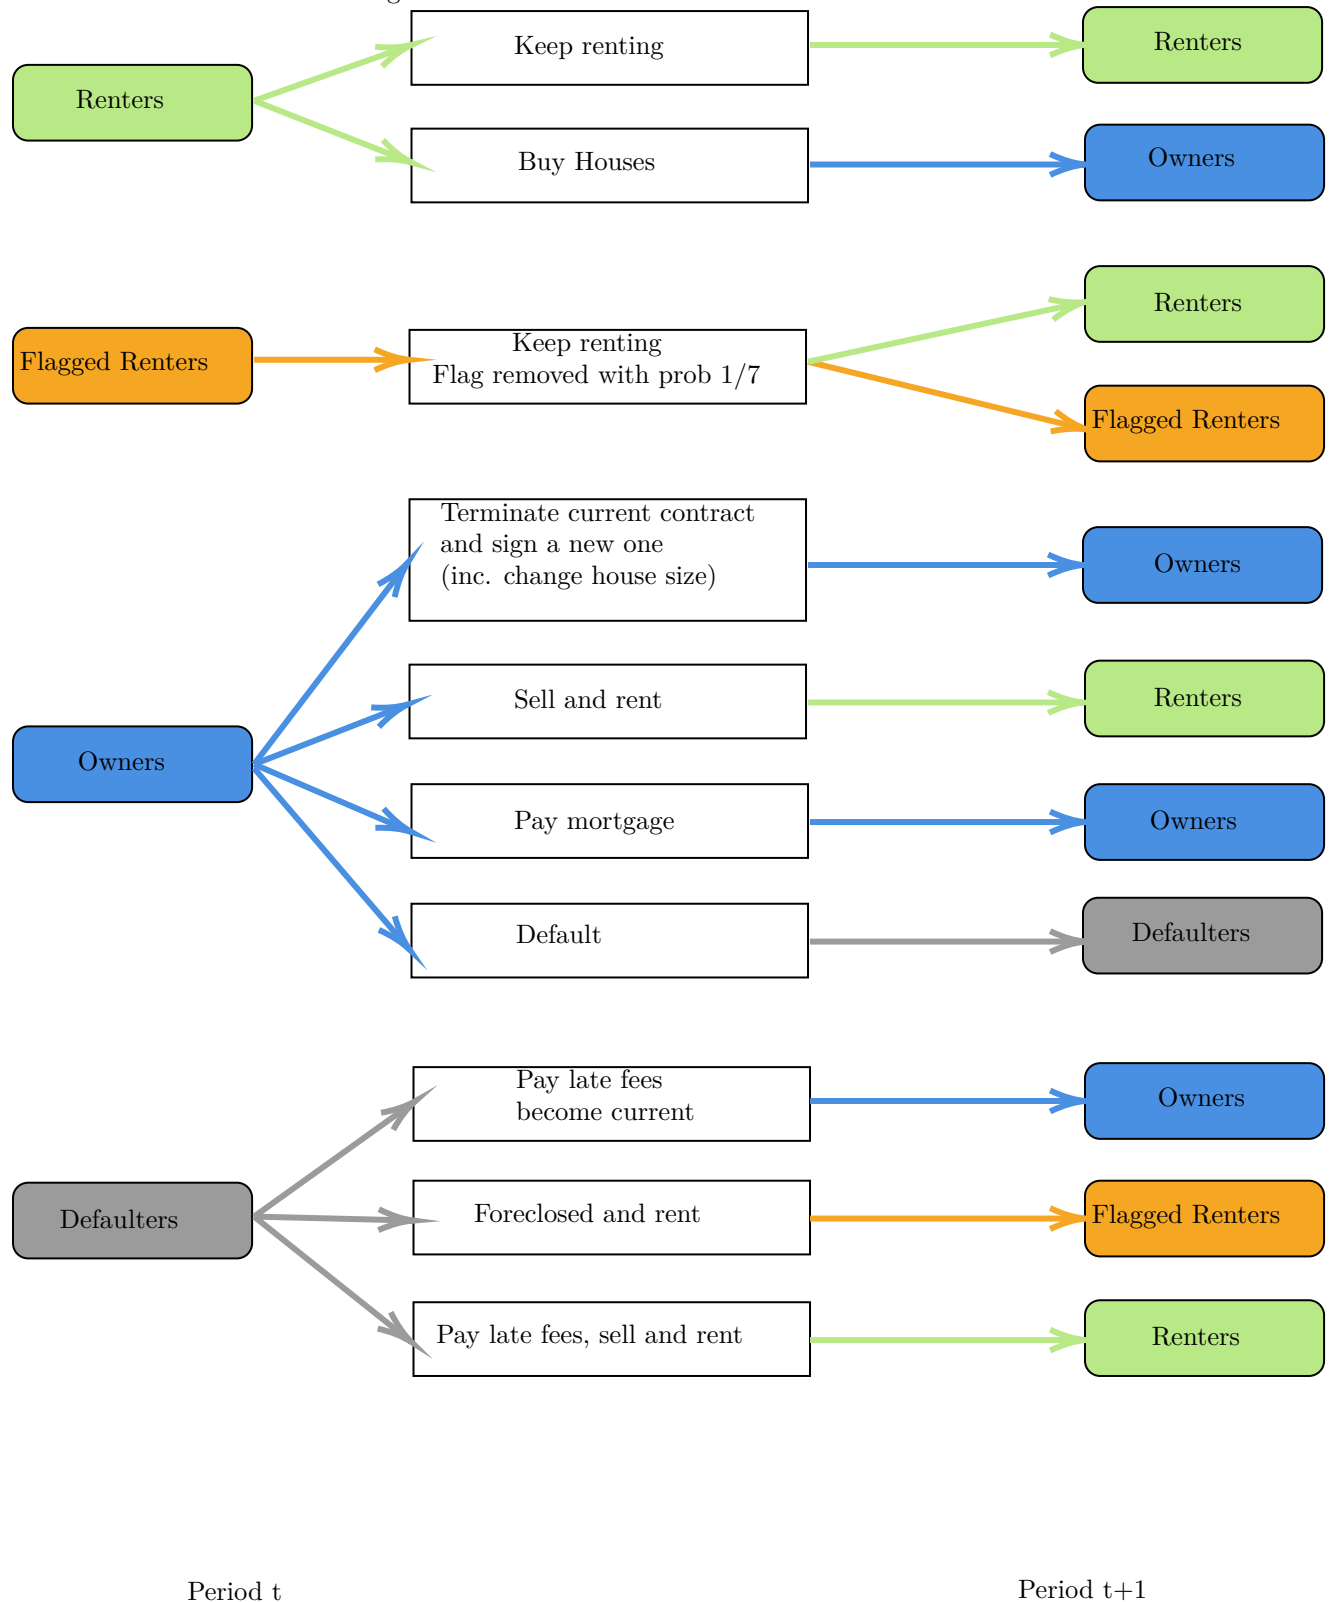 Keep renting
Renters
Renters
Buy Houses
Owners
Renters
Keep renting
Flagged Renters
Flag removed with prob 1/7
Flagged Renters
Terminate current contract
and sign a new one
(inc. change house size)
Owners
Sell and rent
Renters
Owners
Pay mortgage
Owners
Default
Defaulters
Pay late fees
become current
Owners
Defaulters
Foreclosed and rent
Flagged Renters
Pay late fees, sell and rent
Renters
Period t
Period t+1